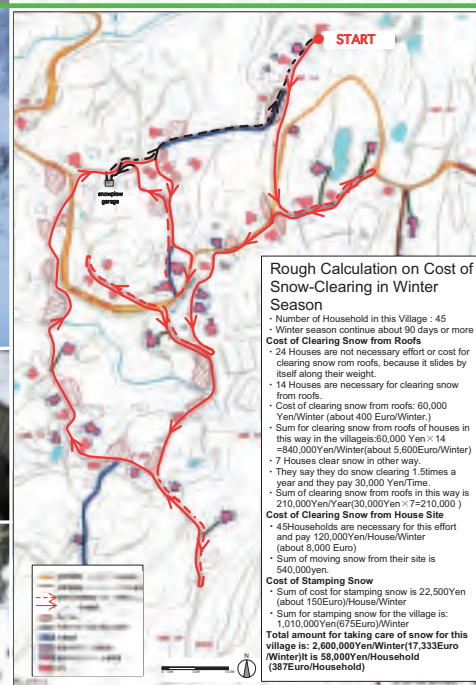 START
snowplow
garage
Rough Calculation on Cost of
Snow-Clearing in Winter
Season
・Number of Household in this Village : 45
・Winter season continue about 90 days or more
Cost of Clearing Snow from Roofs
・24 Houses are not necessary effort or cost for
clearing snow rom roofs, because it slides by
itself along their weight.
・14 Houses are necessary for clearing snow
from roofs.
・Cost of clearing snow from roofs: 60,000
Yen/Winter (about 400 Euro/Winter.)
・Sum for clearing snow from roofs of houses in
this way in the villageis:60,000 Yen×14
=840,000Yen/Winter(about 5,600Euro/Winter)
・7 Houses clear snow in other way.
・They say they do snow clearing 1.5times a
year and they pay 30,000 Yen/Time.
・Sum of clearing snow from roofs in this way is
210,000Yen/Year(30,000Yen×7=210,000 )
Cost of Clearing Snow from House Site
・45Households are necessary for this effort
and pay 120,000Yen/House/Winter
(about 8,000 Euro)
・Sum of moving snow from their site is
540,000yen.
Cost of Stamping Snow
・Sum of cost for stamping snow is 22,500Yen
(about 150Euro)/House/Winter
・Sum for stamping snow for the village is:
1,010,000Yen(675Euro)/Winter
Total amount for taking care of snow for this
village is: 2,600,000Yen/Winter(17,333Euro
/Winter)It is 58,000Yen/Household
(387Euro/Household)
N